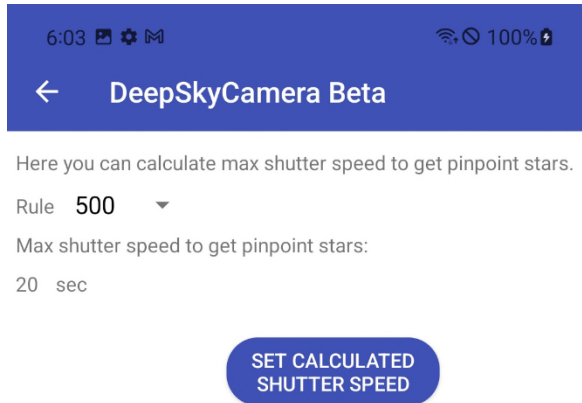 6:03 100%
DeepSkyCamera Beta
Here you can calculate max shutter speed to get pinpoint stars.
Rule 500
Max shutter speed to get pinpoint stars:
20 sec
SET CALCULATED
SHUTTER SPEED